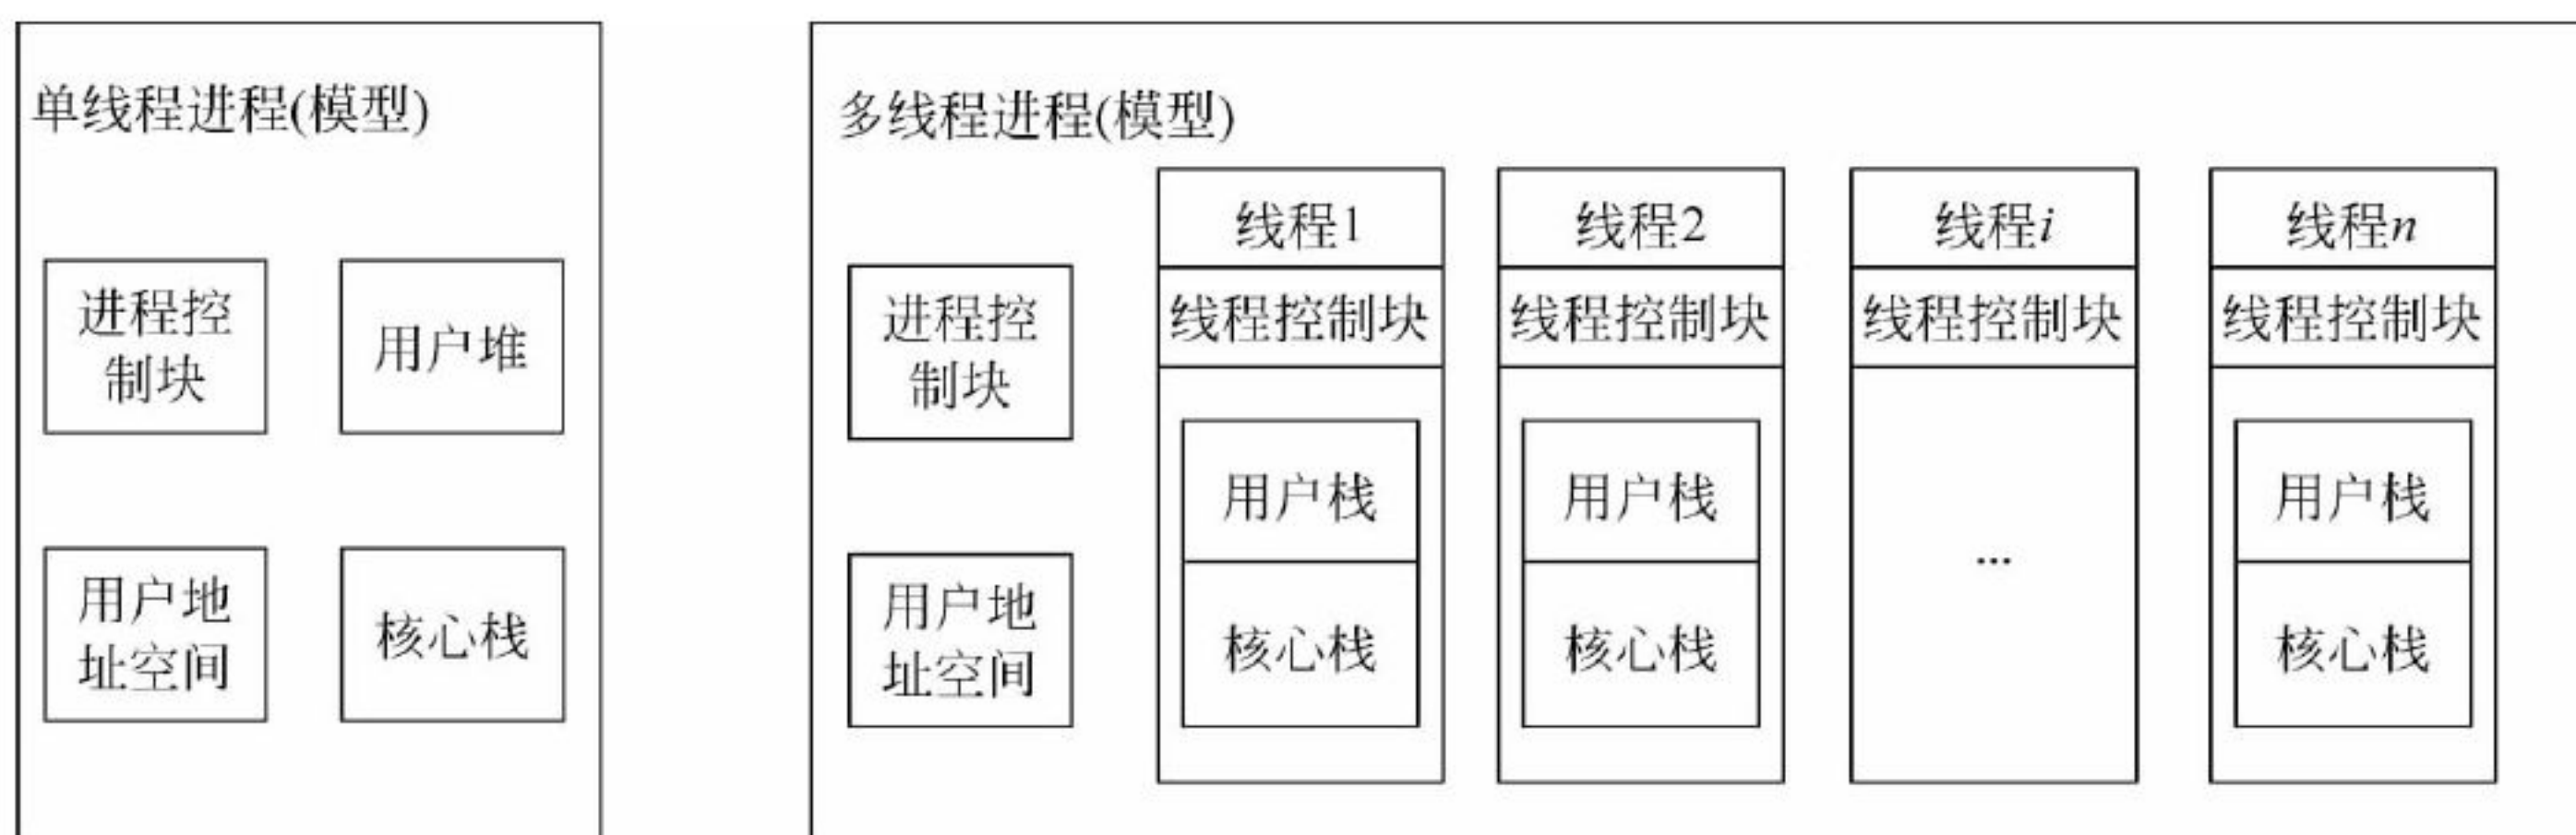 单线程进程(模型)
进程控
制块
用户堆
用户地
址空间
核心栈
多线程进程(模型)
进程控
制块
用户地
址空间
线程1
线程控制块
用户栈
核心栈
线程2
线程控制块
用户栈
核心栈
线程i
线程控制块
...
线程n
线程控制块
用户栈
核心栈